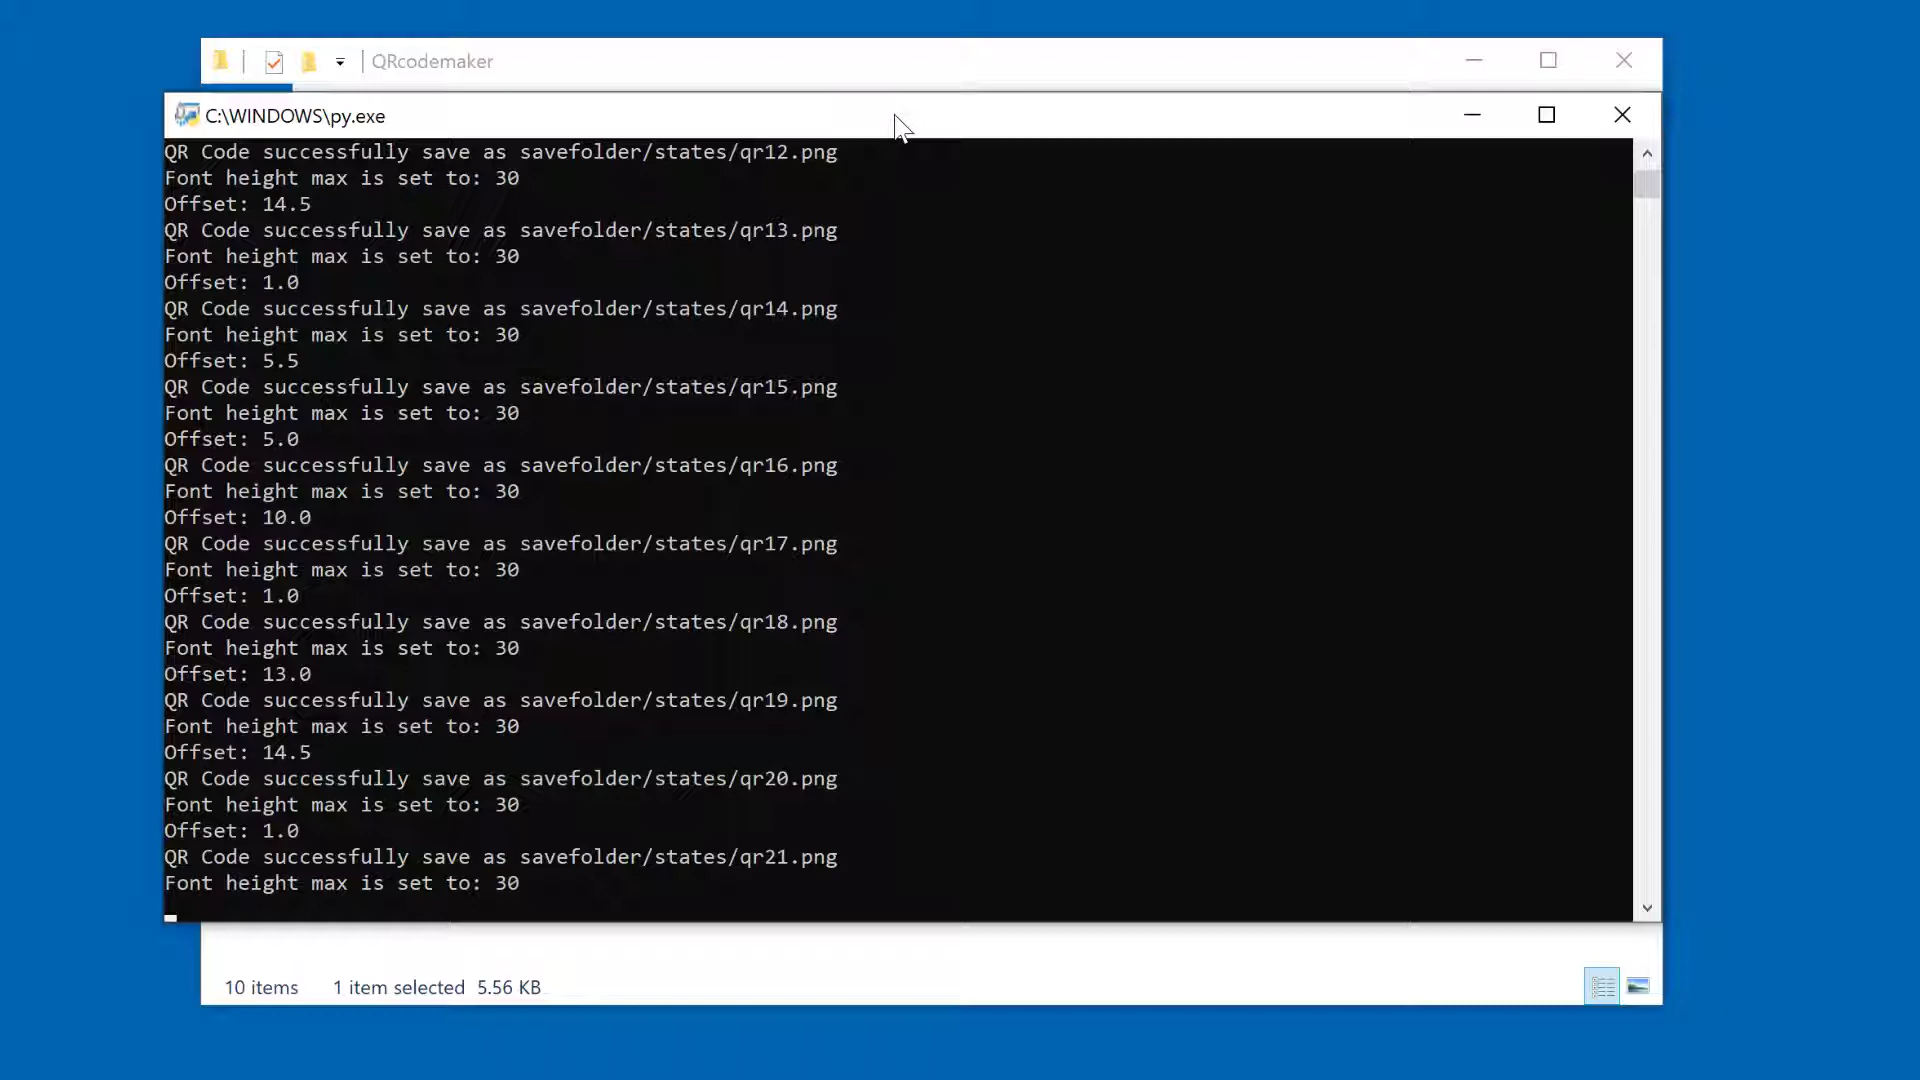 QRcodemaker
C:\WINDOWS\py.exe
QR Code successfully save as savefolder/states/qr12.png
Font height max is set to: 30
Offset: 14.5
QR Code successfully save as savefolder/states/qr13.png
Font height max is set to: 30
Offset: 1.0
QR Code successfully save as savefolder/states/qr14.png
Font height max is set to: 30
Offset: 5.5
QR Code successfully save as savefolder/states/qr15.png
Font height max is set to: 30
Offset: 5.0
QR Code successfully save as savefolder/states/qr16.png
Font height max is set to: 30
Offset: 10.0
QR Code successfully save as savefolder/states/qr17.png
Font height max is set to: 30
Offset: 1.0
QR Code successfully save as savefolder/states/qr18.png
Font height max is set to: 30
Offset: 13.0
QR Code successfully save as savefolder/states/qr19.png
Font height max is set to: 30
Offset: 14.5
QR Code successfully save as savefolder/states/qr20.png
Font height max is set to: 30
Offset: 1.0
QR Code successfully save as savefolder/states/qr21.png
Font height max is set to: 30
10 items 1 item selected 5.56 KB